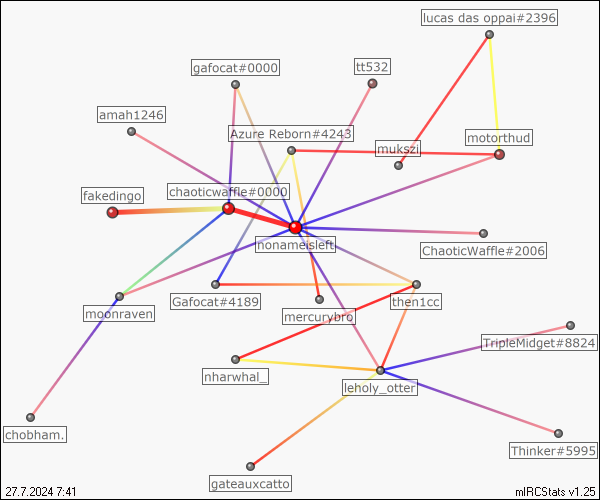 lucas das oppai#2396
gafocat#0000
tt532
amah1246
Azure Reborn#4243
motorthud
mukszi
fakedingo
chaoticwaffle#0000
nonameisleft
ChaoticWaffle#2006
moonraven
Gafocat#4189
then1cc
mercurybro
TripleMidget#8824
nharwhal_
leholy_otter
chobham.
Thinker#5995
gateauxcatto
27.7.2024 7:41
mIRCStats v1.25